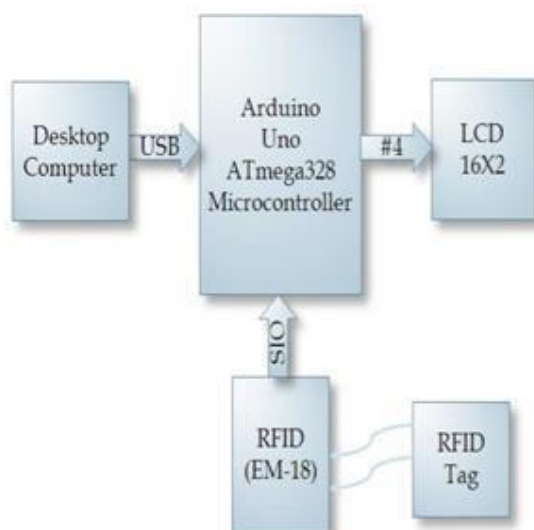 Desktop
Computer
USB
Arduino
Uno
ATmega328
Microcontroller
#4
LCD
16X2
SIO
RFID
(EM-18)
RFID
Tag